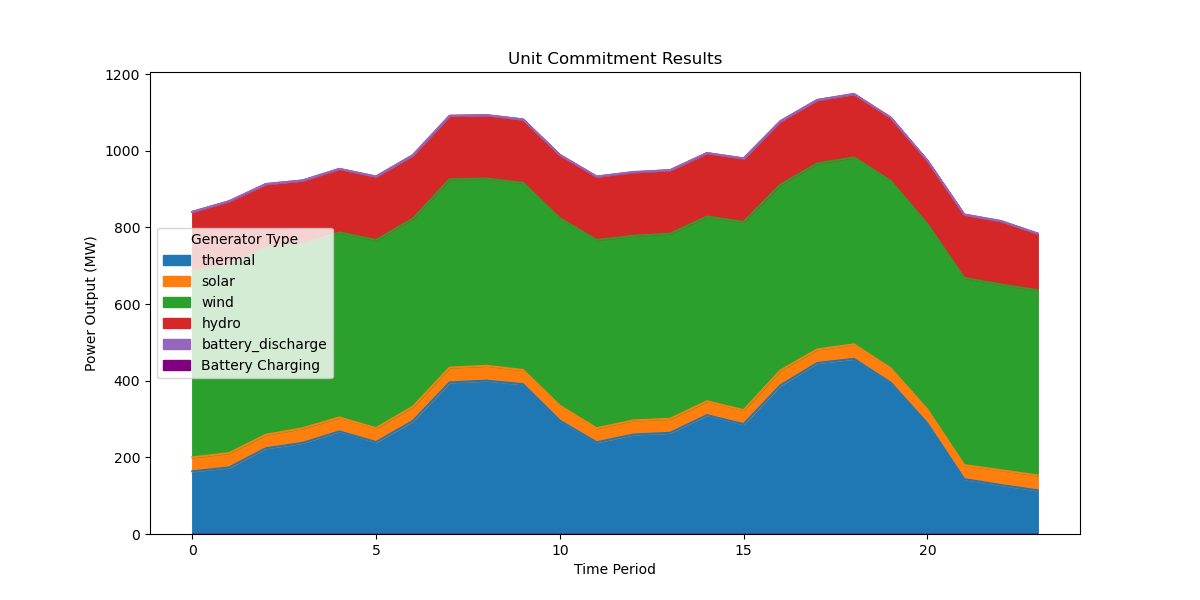 Unit Commitment Results
Power Output (MW)
1200
1000
800
600
400
200
0
Generator Type
thermal
solar
wind
hydro
battery_discharge
Battery Charging
0
5
10
15
20
Time Period